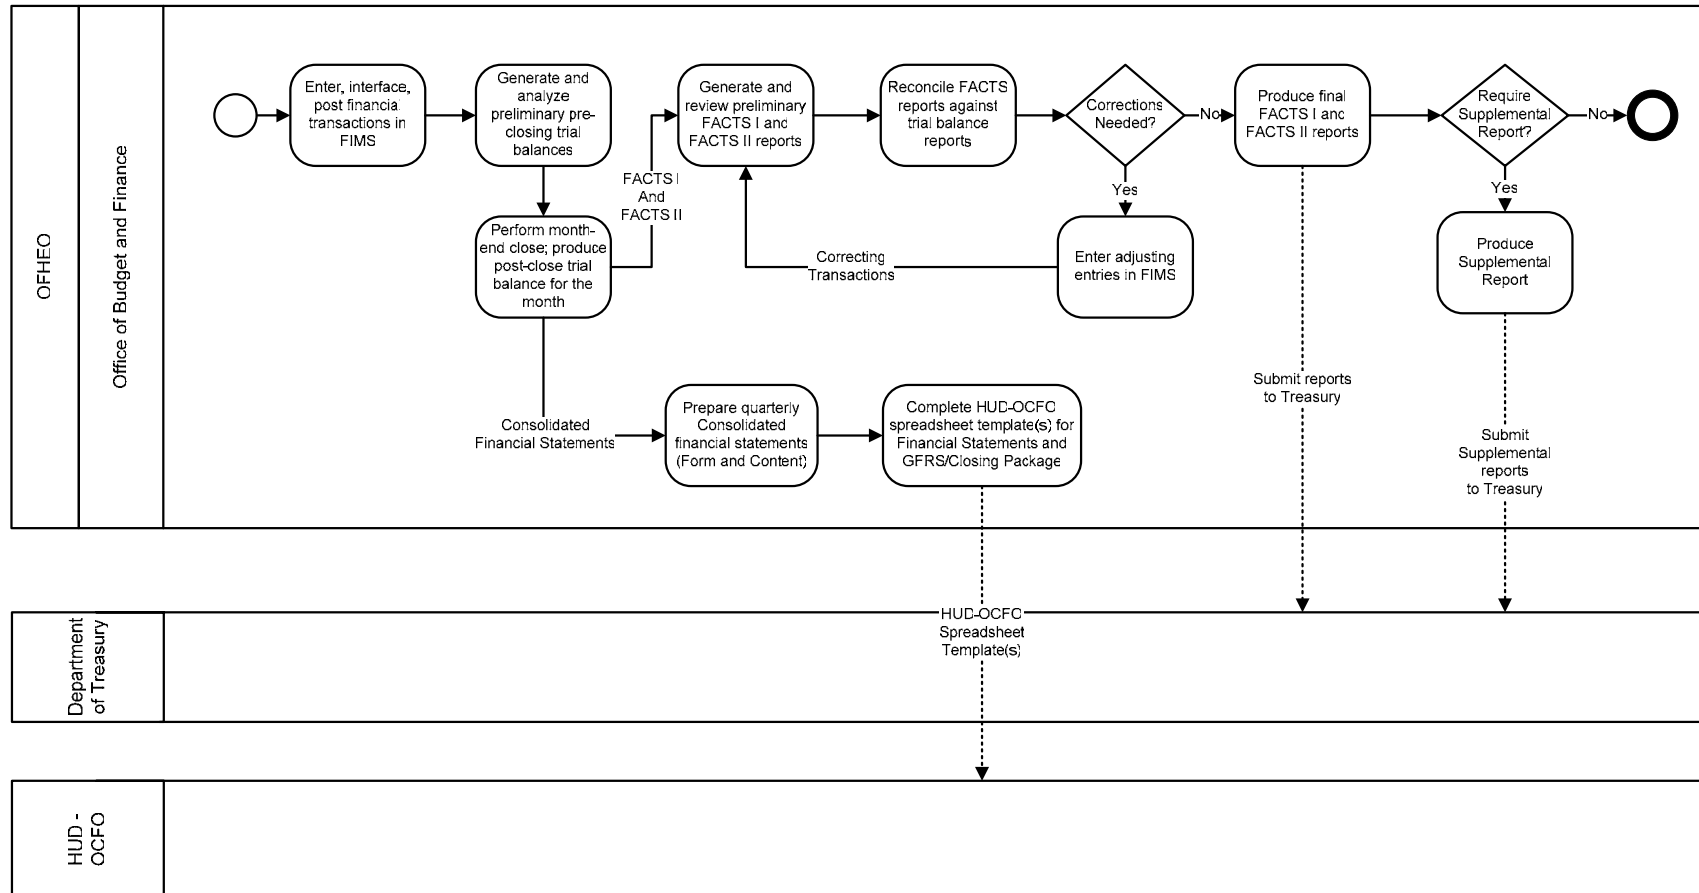 OFHEO
Office of Budget and Finance
Enter, interface,
post financial
transactions in
FIMS
Generate and
analyze
preliminary pre-
closing trial
balances
Generate and
review preliminary
FACTS I and
FACTS II reports
Reconcile FACTS
reports against
trial balance
reports
Corrections
Needed?
No
Produce final
FACTS I and
FACTS II reports
Require
Supplemental
Report?
No
FACTS I
And
FACTS II
Yes
Yes
Perform month-
end close; produce
post-close trial
balance for the
month
Correcting
Transactions
Enter adjusting
entries in FIMS
Produce
Supplemental
Report
Submit reports
to Treasury
Consolidated
Financial Statements
Prepare quarterly
Consolidated
financial statements
(Form and Content)
Complete HUD-OCFO
spreadsheet template(s) for
Financial Statements and
GFRS/Closing Package
Submit
Supplemental
reports
to Treasury
Department
of Treasury
HUD-OCFO
Spreadsheet
Template(s)
HUD -
OCFO